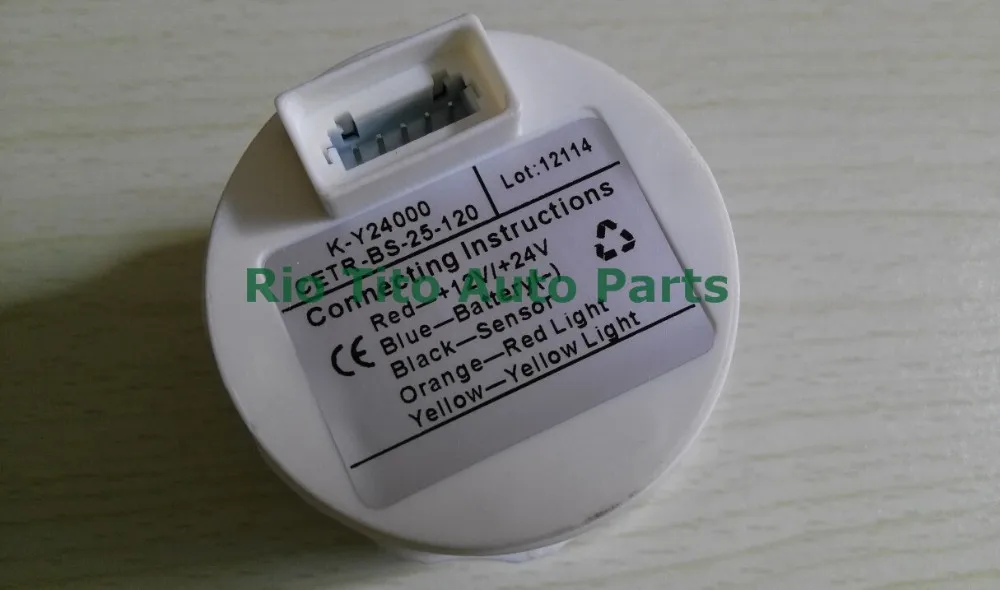 K-Y24000
ETR-BS-25-120
Lot:12114
Connecting Instructions
Red—+12V/+24V
Blue—Battery(-)
Black—Sensor
Orange—Red Light
Yellow—Yellow Light
CE
Rio Tito Auto Parts